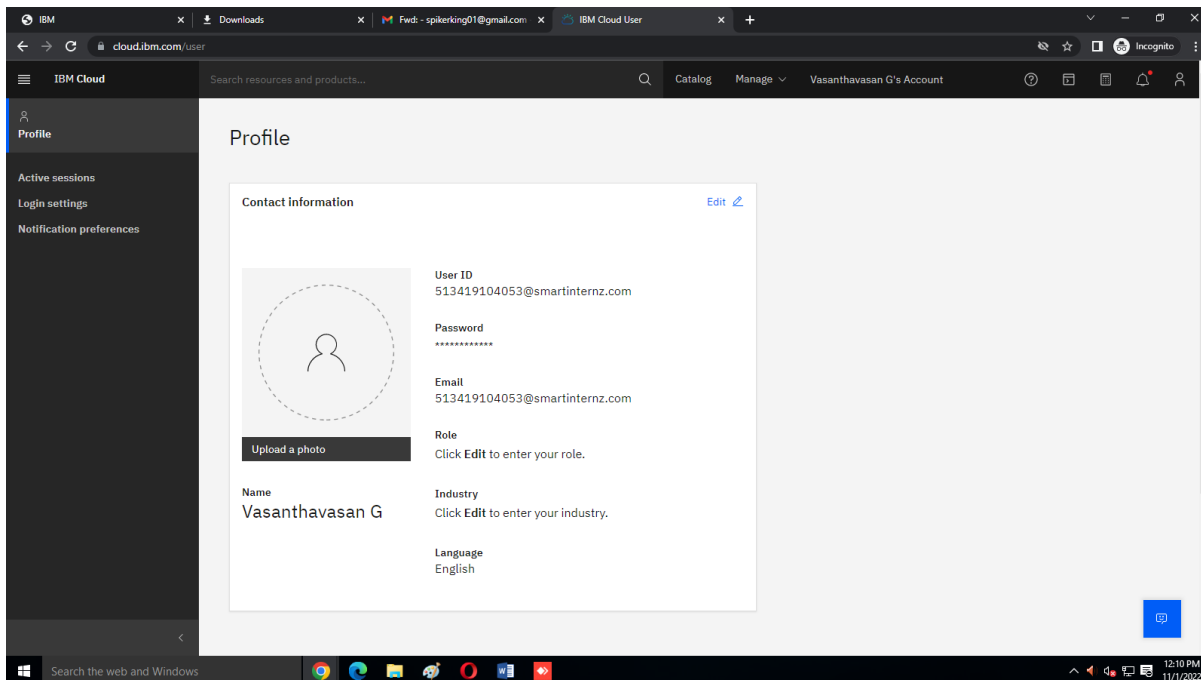 IBM
Downloads
Fwd: - spikerking01@gmail.com
IBM Cloud User
cloud.ibm.com/user
Incognito
IBM Cloud
Search resources and products...
Catalog
Manage
Vasanthavasan G's Account
Profile
Active sessions
Login settings
Notification preferences
Profile
Contact information
Edit
Upload a photo
Name
Vasanthavasan G
User ID
513419104053@smartinternz.com
Password
************
Email
513419104053@smartinternz.com
Role
Click Edit to enter your role.
Industry
Click Edit to enter your industry.
Language
English
Search the web and Windows
12:10 PM